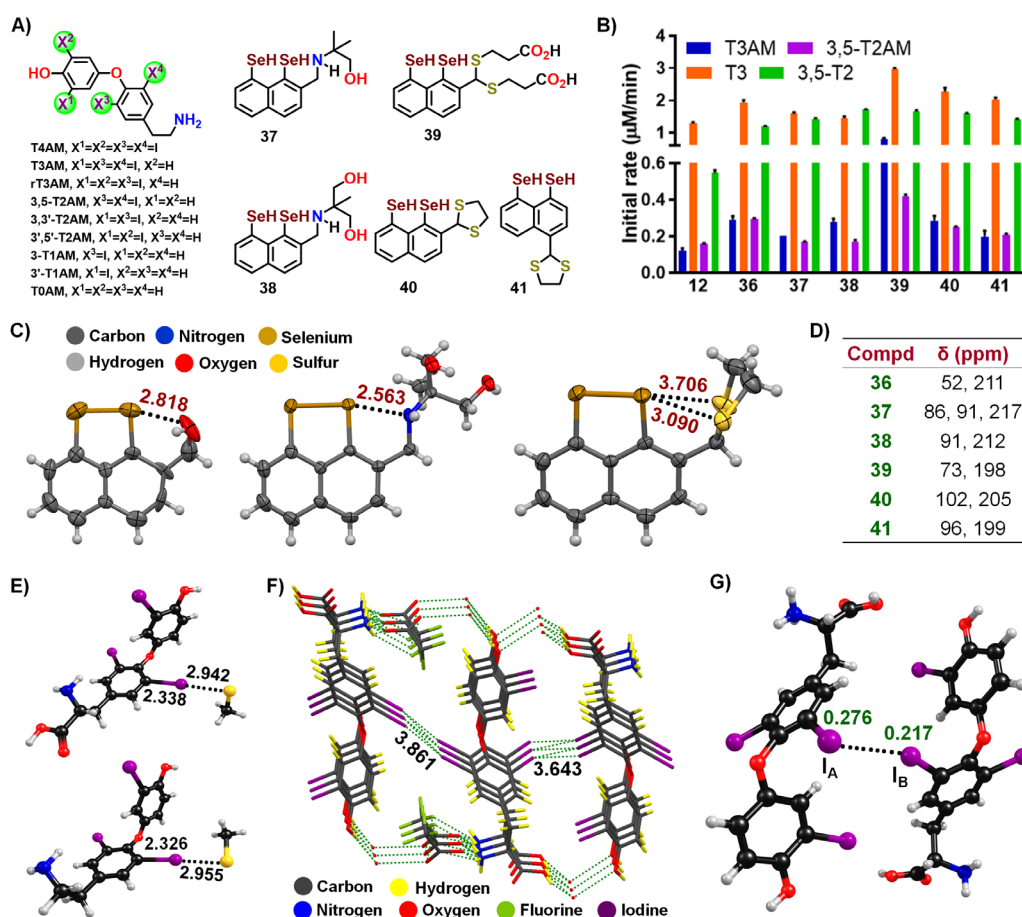 A)
X²
HO
O
X⁴
X¹
X³
NH₂
T4AM, X¹=X²=X³=X⁴=I
T3AM, X¹=X³=X⁴=I, X²=H
rT3AM, X¹=X²=X³=I, X⁴=H
3,5-T2AM, X³=X⁴=I, X¹=X²=H
3,3'-T2AM, X¹=X³=I, X²=X⁴=H
3',5'-T2AM, X¹=X²=I, X³=X⁴=H
3-T1AM, X³=I, X¹=X²=X⁴=H
3'-T1AM, X¹=I, X²=X³=X⁴=H
T0AM, X¹=X²=X³=X⁴=H
SeH SeH N
H
OH
37
SeH SeH S
S
CO₂H
CO₂H
39
OH
SeH SeH N
H
OH
38
SeH SeH S
S
40
SeH SeH
S
S
41
B)
T3AM 3,5-T2AM
T3 3,5-T2
Initial rate (μM/min)
4
3
2
1
0.6
0.4
0.2
0.0
12 36 37 38 39 40 41
C)
Carbon Nitrogen Selenium
Hydrogen Oxygen Sulfur
2.818
2.563
3.706
3.090
D)
Compd δ (ppm)
36 52, 211
37 86, 91, 217
38 91, 212
39 73, 198
40 102, 205
41 96, 199
E)
2.942
2.338
2.326
2.955
F)
3.861
3.643
Carbon Hydrogen
Nitrogen Oxygen Fluorine Iodine
G)
0.276
0.217
I_A
I_B